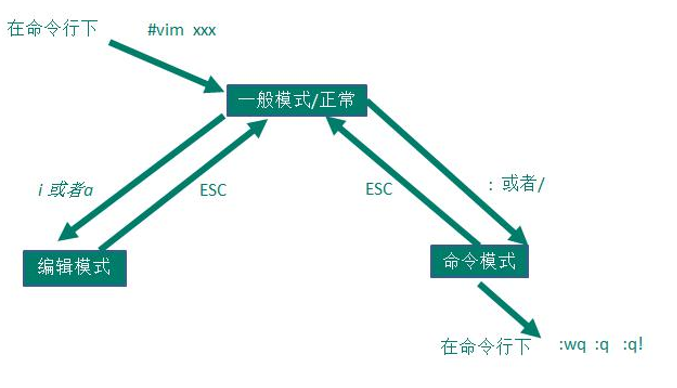 在命令行下 #vim xxx
一般模式/正常
i 或者a
ESC
ESC
: 或者/
编辑模式
命令模式
在命令行下 :wq :q :q!